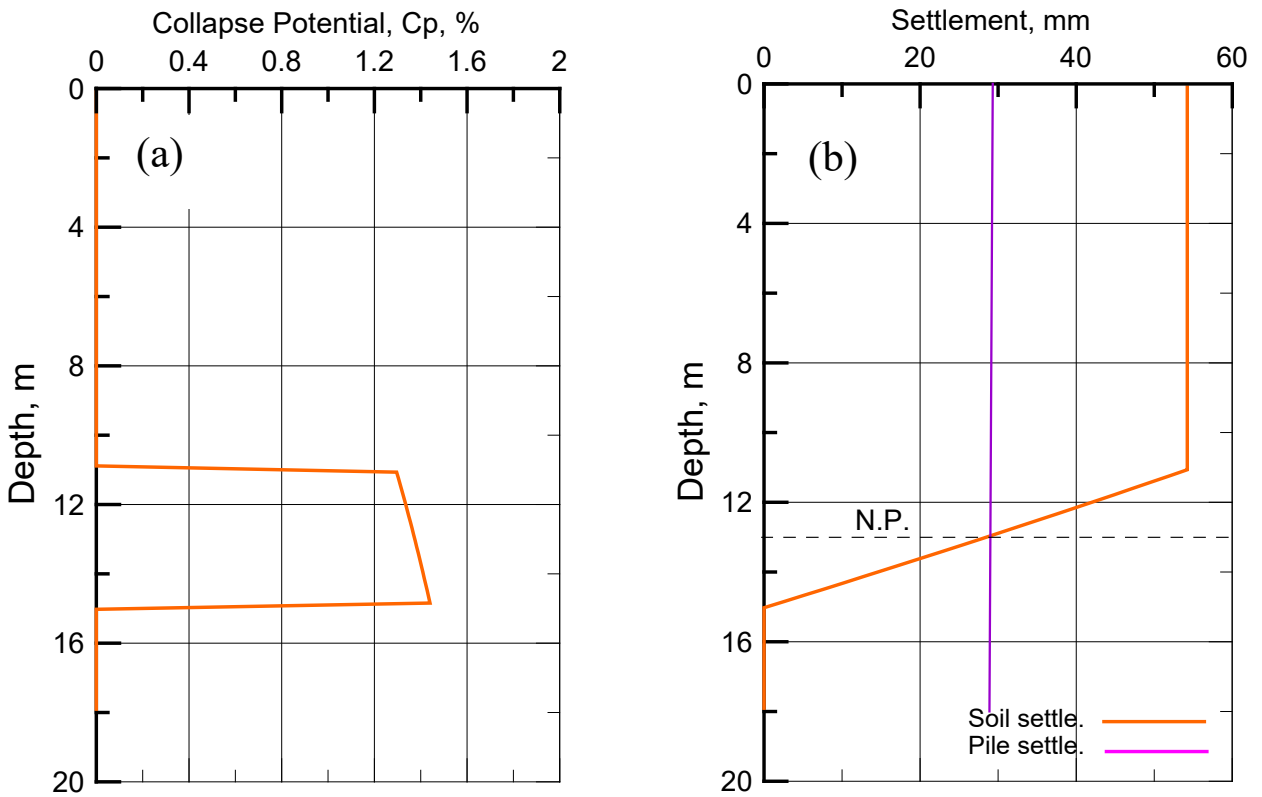 Collapse Potential, Cp, %
0 0.4 0.8 1.2 1.6 2
0
4
8
12
16
20
Depth, m
(a)
Settlement, mm
0 20 40 60
0
4
8
12
16
20
Depth, m
(b)
N.P.
Soil settle.
Pile settle.